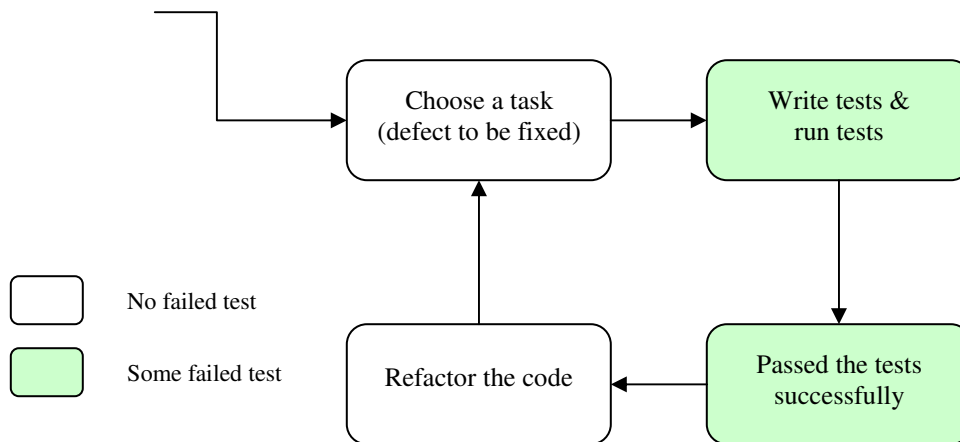 Choose a task
(defect to be fixed)
Write tests &
run tests
No failed test
Some failed test
Refactor the code
Passed the tests
successfully